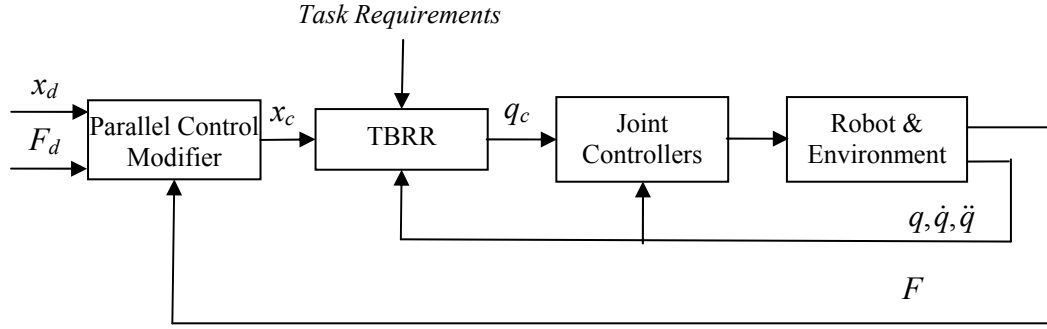 Task Requirements
x_d
F_d
Parallel Control
Modifier
x_c
TBRR
q_c
Joint
Controllers
Robot &
Environment
q, q̇, q̈
F